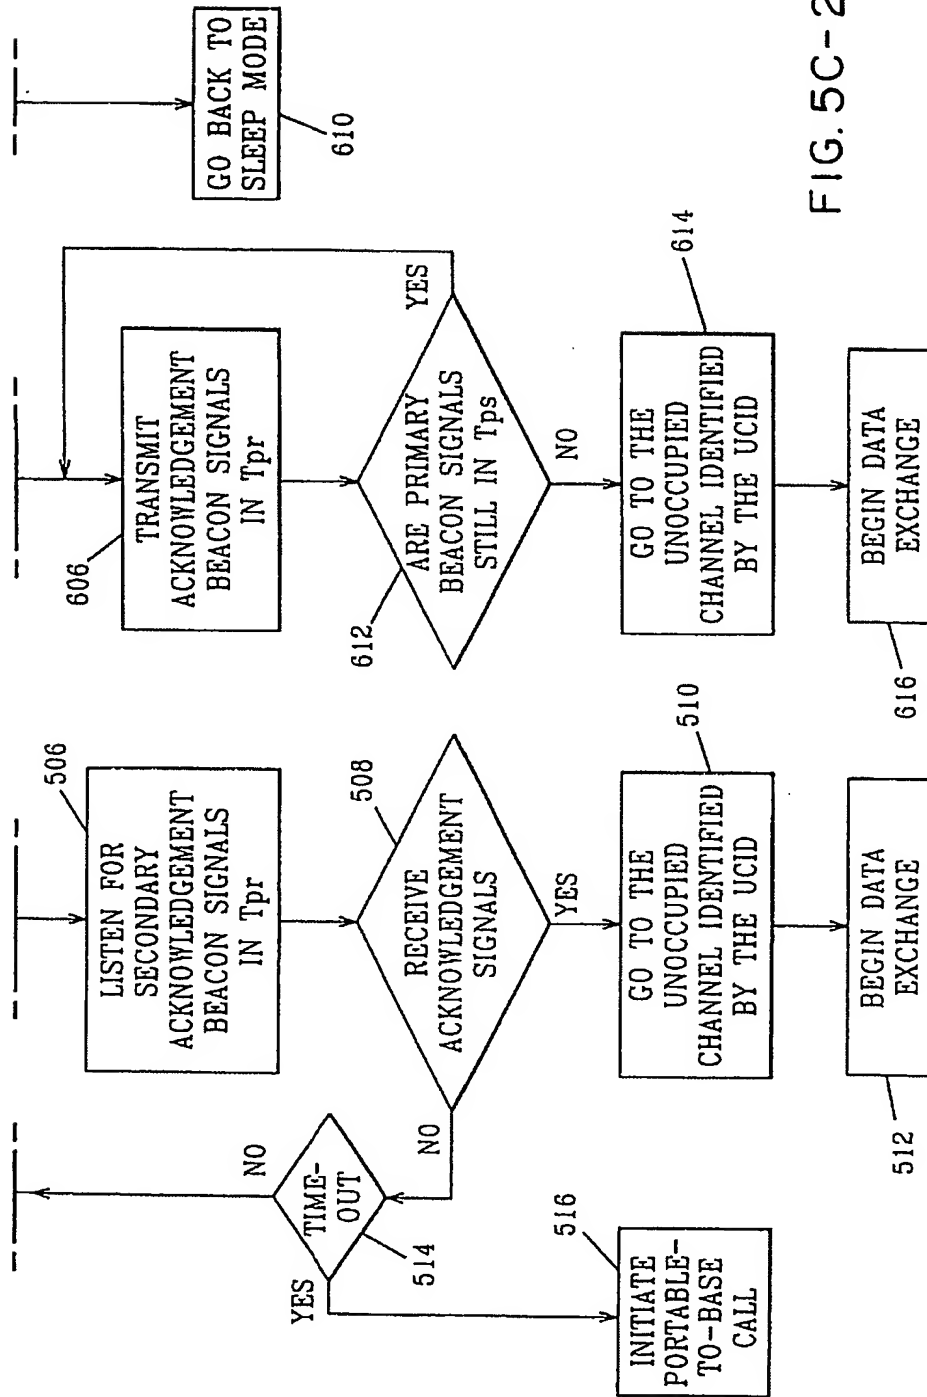 506
LISTEN FOR
SECONDARY
ACKNOWLEDGEMENT
BEACON SIGNALS
IN Tpr
508
RECEIVE
ACKNOWLEDGEMENT
SIGNALS
NO
YES
NO
TIME-
OUT
514
YES
516
INITIATE
PORTABLE-
TO-BASE
CALL
510
GO TO THE
UNOCCUPIED
CHANNEL IDENTIFIED
BY THE UCID
512
BEGIN DATA
EXCHANGE
606
TRANSMIT
ACKNOWLEDGEMENT
BEACON SIGNALS
IN Tpr
612
ARE PRIMARY
BEACON SIGNALS
STILL IN Tps
YES
NO
614
GO TO THE
UNOCCUPIED
CHANNEL IDENTIFIED
BY THE UCID
616
BEGIN DATA
EXCHANGE
GO BACK TO
SLEEP MODE
610
FIG. 5C-2